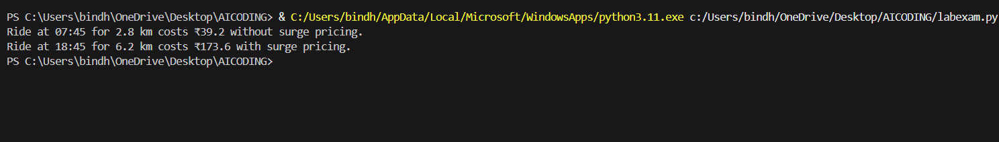 PS C:\Users\bindh\OneDrive\Desktop\AICODING> & C:/Users/bindh/AppData/Local/Microsoft/WindowsApps/python3.11.exe c:/Users/bindh/OneDrive/Desktop/AICODING/labexam.py
Ride at 07:45 for 2.8 km costs ₹39.2 without surge pricing.
Ride at 18:45 for 6.2 km costs ₹173.6 with surge pricing.
PS C:\Users\bindh\OneDrive\Desktop\AICODING>